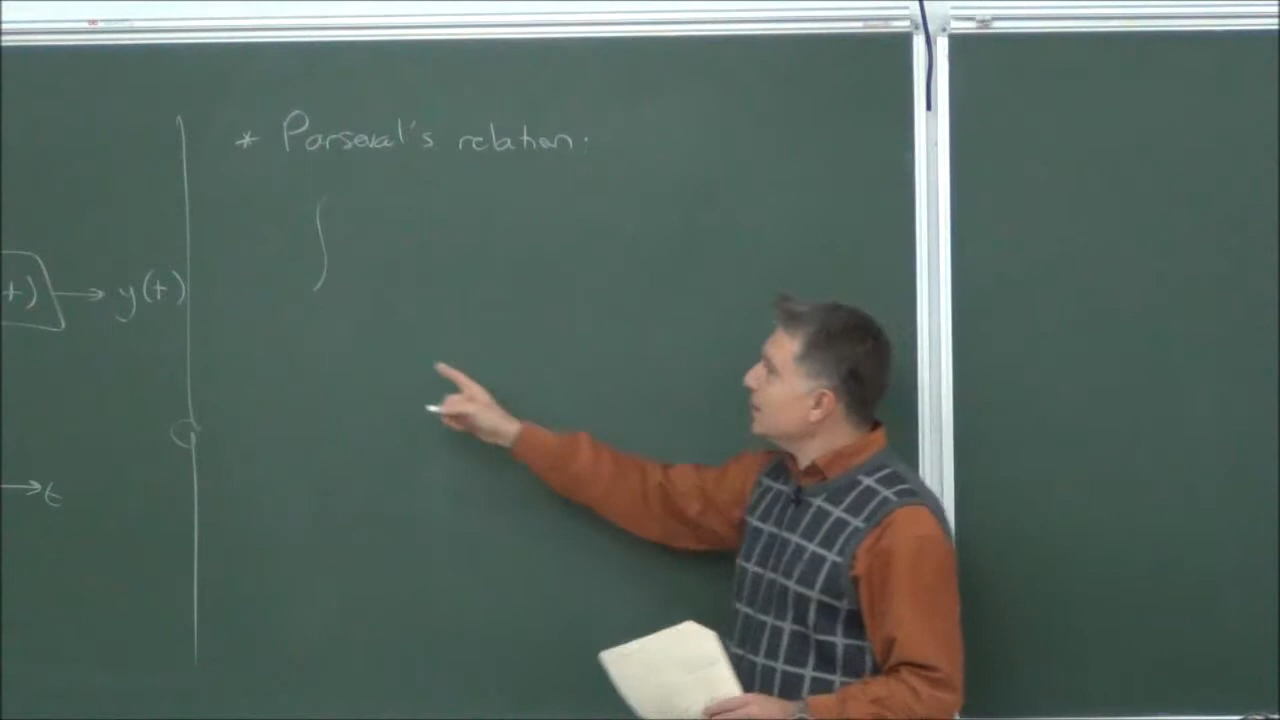 * Parseval's relation.
∫
t)
→ y(t)
→ t